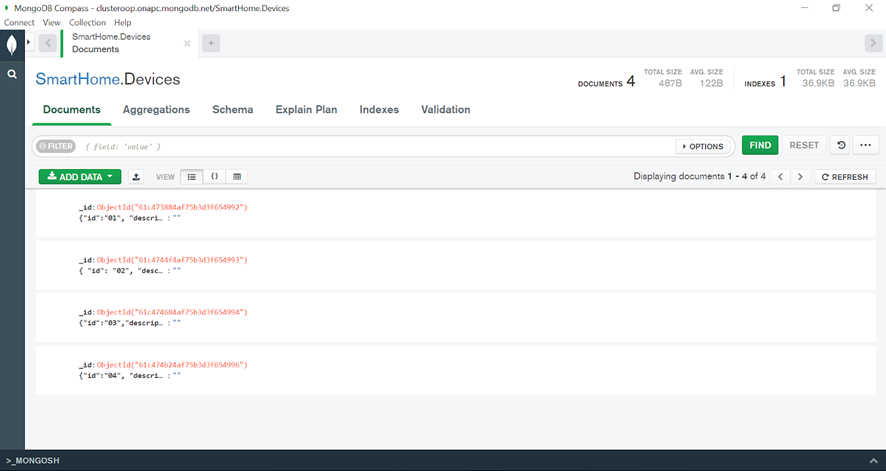 MongoDB Compass - clusteroop.onapc.mongodb.net/SmartHome.Devices
Connect View Collection Help
SmartHome.Devices
Documents
SmartHome.Devices
DOCUMENTS 4
TOTAL SIZE
487B
AVG. SIZE
122B
INDEXES 1
TOTAL SIZE
36.9KB
AVG. SIZE
36.9KB
Documents Aggregations Schema Explain Plan Indexes Validation
FILTER { field: 'value' } OPTIONS FIND RESET
ADD DATA VIEW {} Displaying documents 1 - 4 of 4 REFRESH
_id: ObjectId("61c473884af75b3d3f654992")
{"id":"01", "descri… : ""
_id: ObjectId("61c4744f4af75b3d3f654993")
{ "id": "02", "desc… : ""
_id: ObjectId("61c474684af75b3d3f654994")
{"id":"03","descrip… : ""
_id: ObjectId("61c474b24af75b3d3f654996")
{"id":"04", "descri… : ""
>_MONGOSH